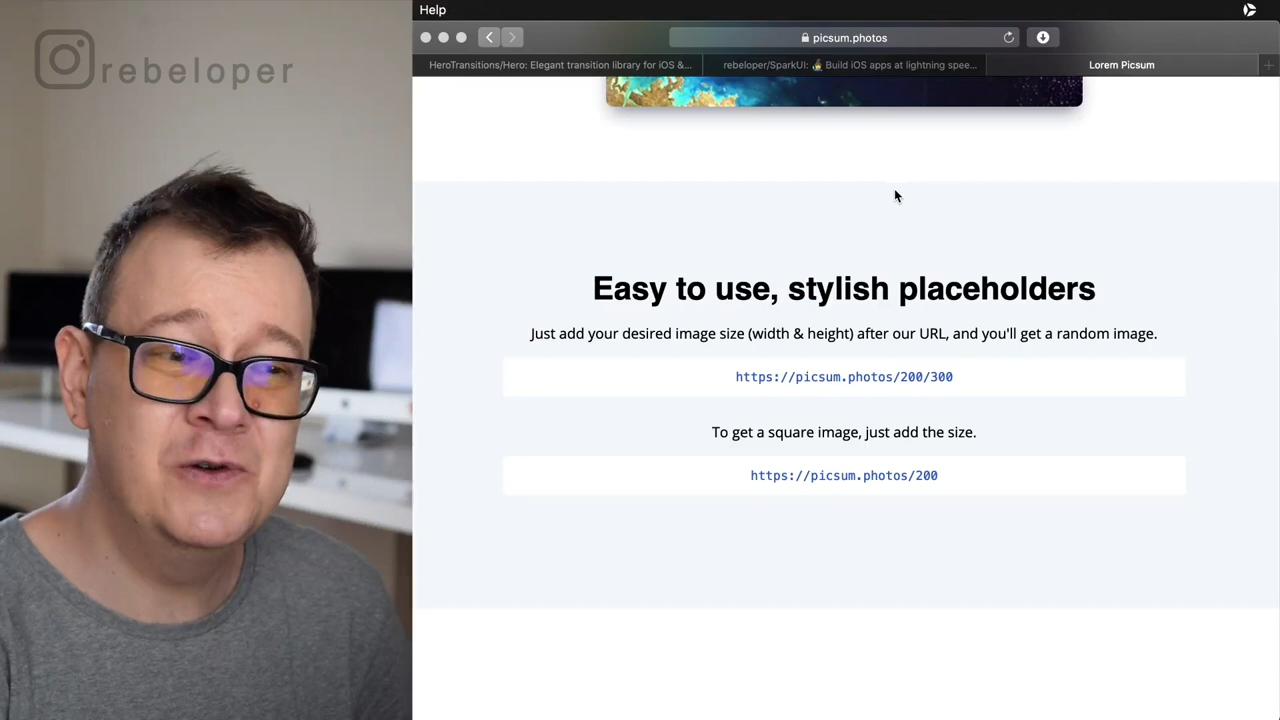 rebeloper
Help
picsum.photos
HeroTransitions/Hero: Elegant transition library for iOS &...
rebeloper/SparkUI: Build iOS apps at lightning spee...
Lorem Picsum
Easy to use, stylish placeholders
Just add your desired image size (width & height) after our URL, and you'll get a random image.
https://picsum.photos/200/300
To get a square image, just add the size.
https://picsum.photos/200